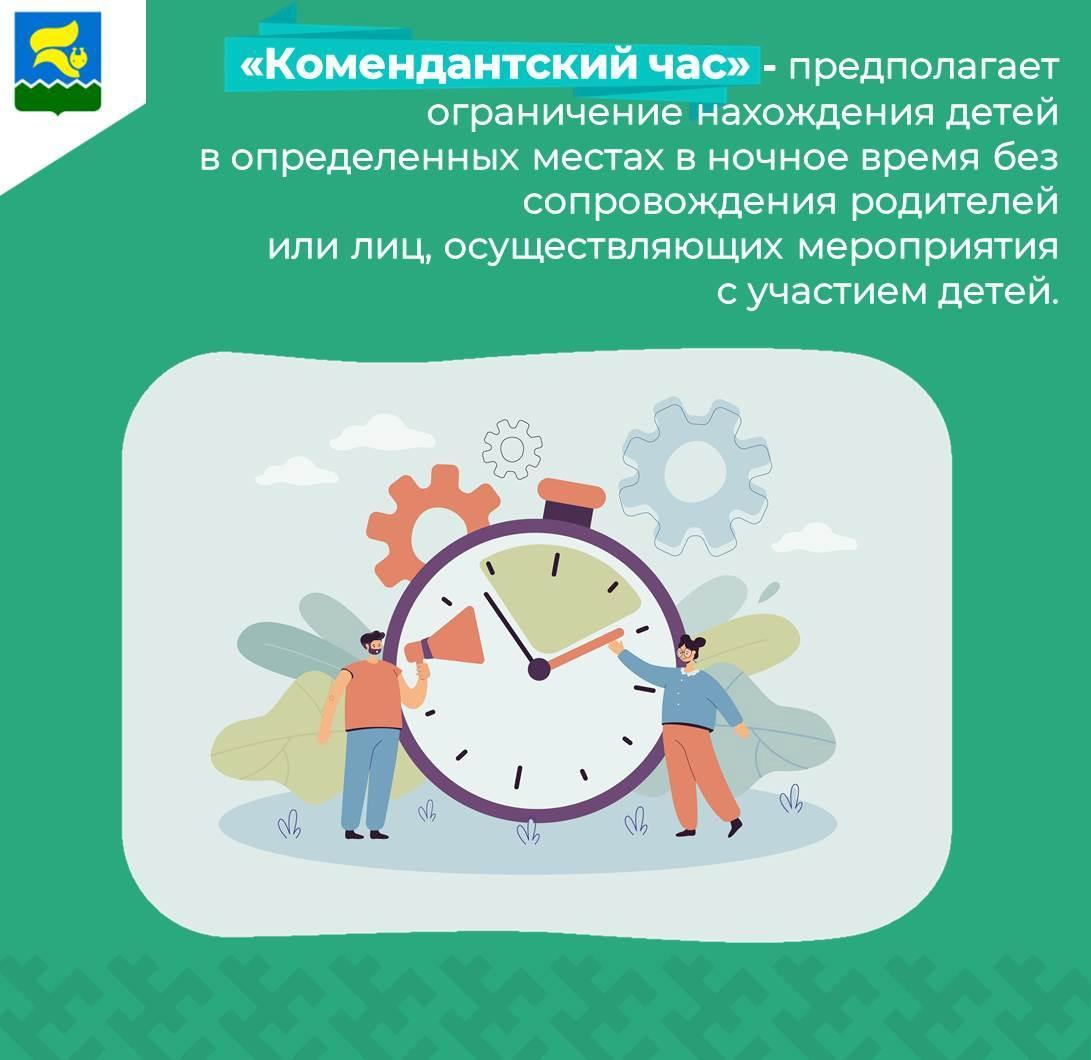 «Комендантский час» - предполагает
ограничение нахождения детей
в определенных местах в ночное время без
сопровождения родителей
или лиц, осуществляющих мероприятия
с участием детей.